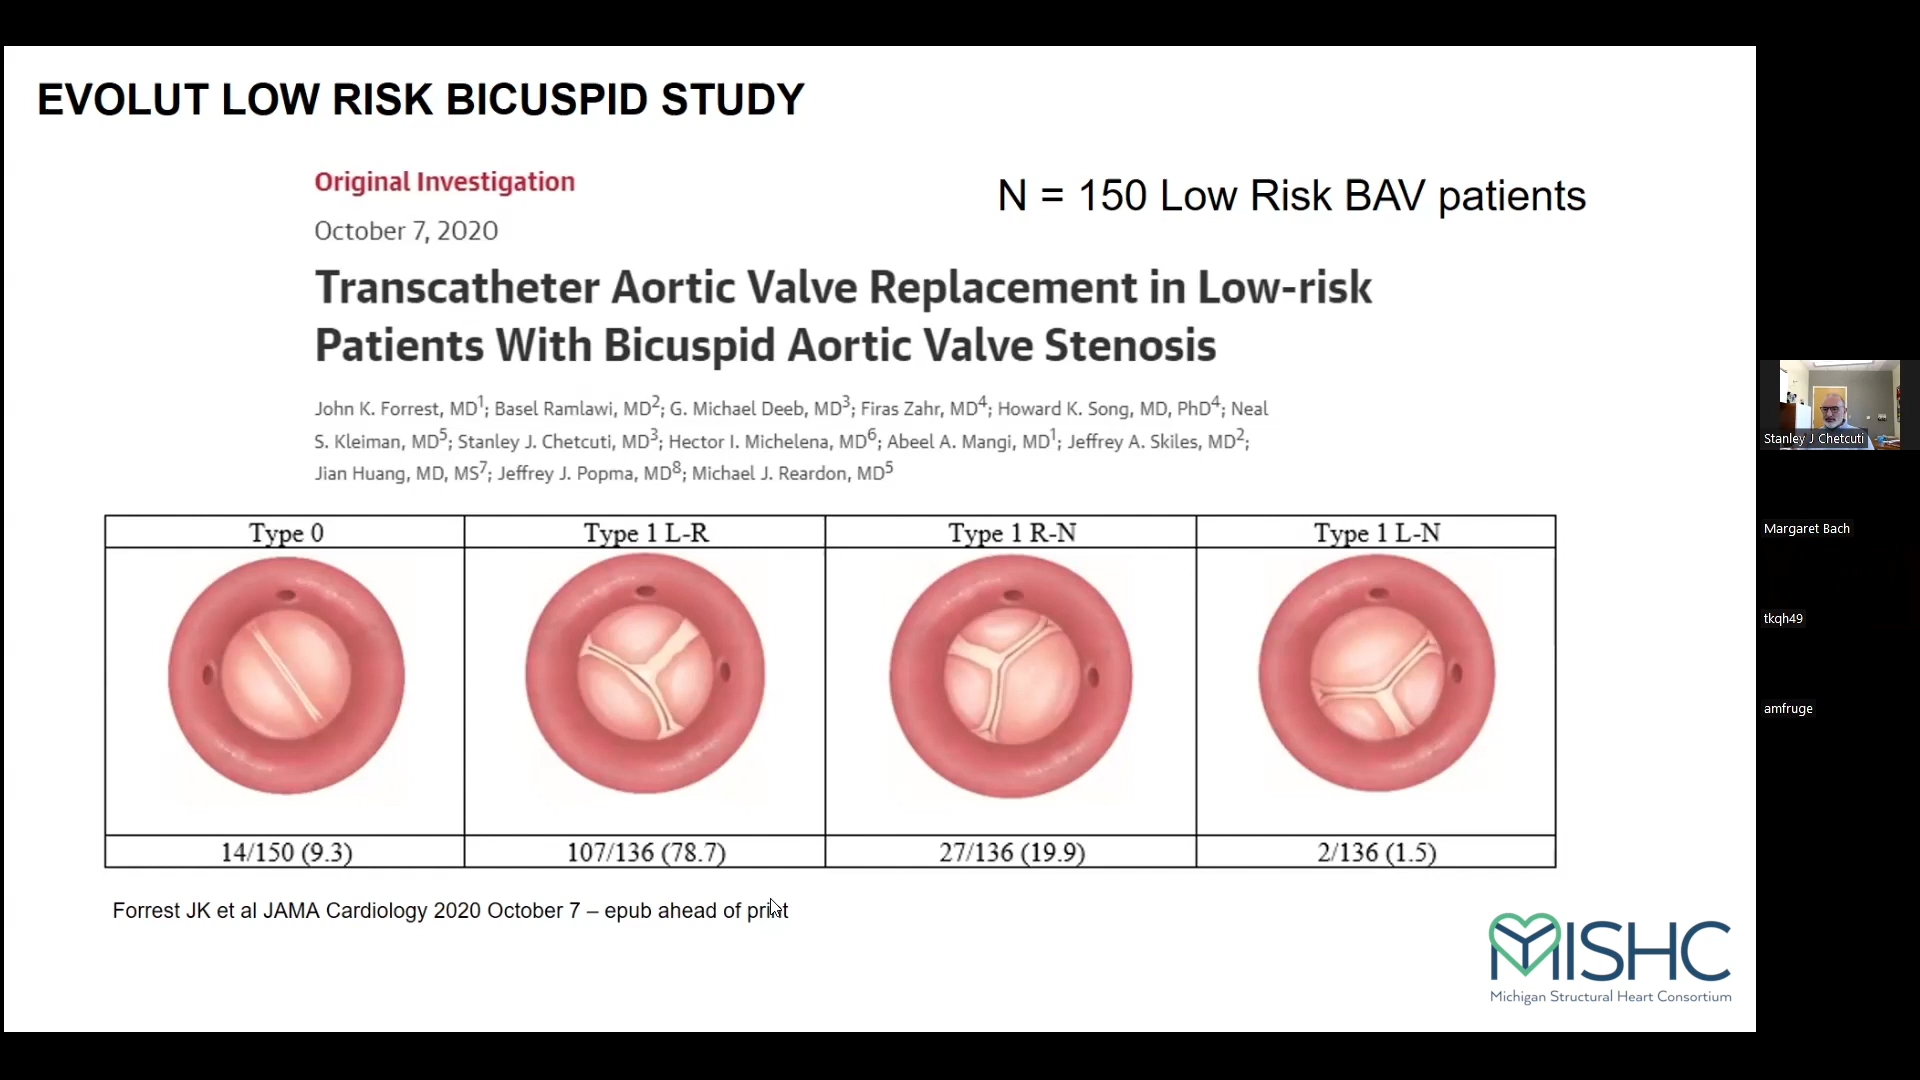 EVOLUT LOW RISK BICUSPID STUDY
Original Investigation
N = 150 Low Risk BAV patients
October 7, 2020
Transcatheter Aortic Valve Replacement in Low-risk
Patients With Bicuspid Aortic Valve Stenosis
John K. Forrest, MD1; Basel Ramlawi, MD2; G. Michael Deeb, MD3; Firas Zahr, MD4; Howard K. Song, MD, PhD4; Neal
S. Kleiman, MD5; Stanley J. Chetcuti, MD3; Hector I. Michelena, MD6; Abeel A. Mangi, MD1; Jeffrey A. Skiles, MD2;
Jian Huang, MD, MS7; Jeffrey J. Popma, MD8; Michael J. Reardon, MD5
Type 0 Type 1 L-R Type 1 R-N Type 1 L-N
14/150 (9.3) 107/136 (78.7) 27/136 (19.9) 2/136 (1.5)
Forrest JK et al JAMA Cardiology 2020 October 7 – epub ahead of print
MISHC
Michigan Structural Heart Consortium
Stanley J Chetcuti
Margaret Bach
tkqh49
amfruge